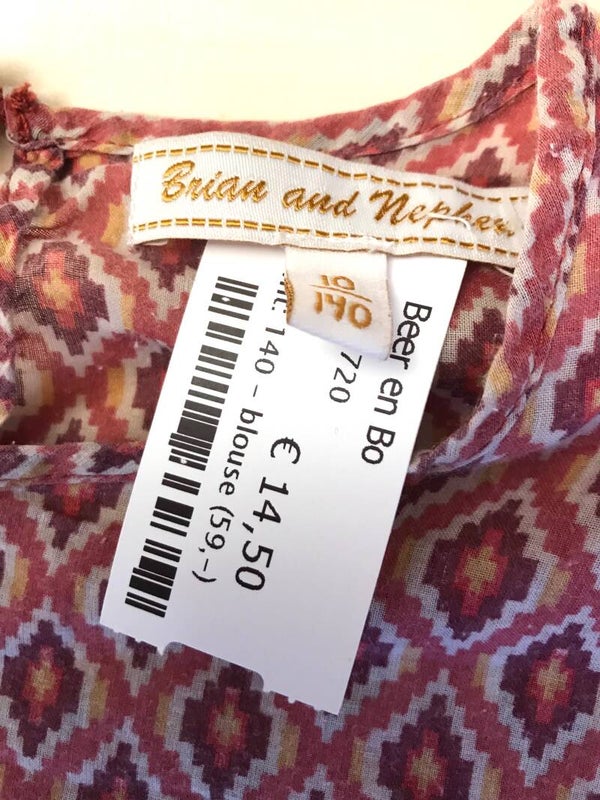 Brian and Nephew
10
140
Beer en Bo
720
140 - blouse (59,-)
€ 14,50